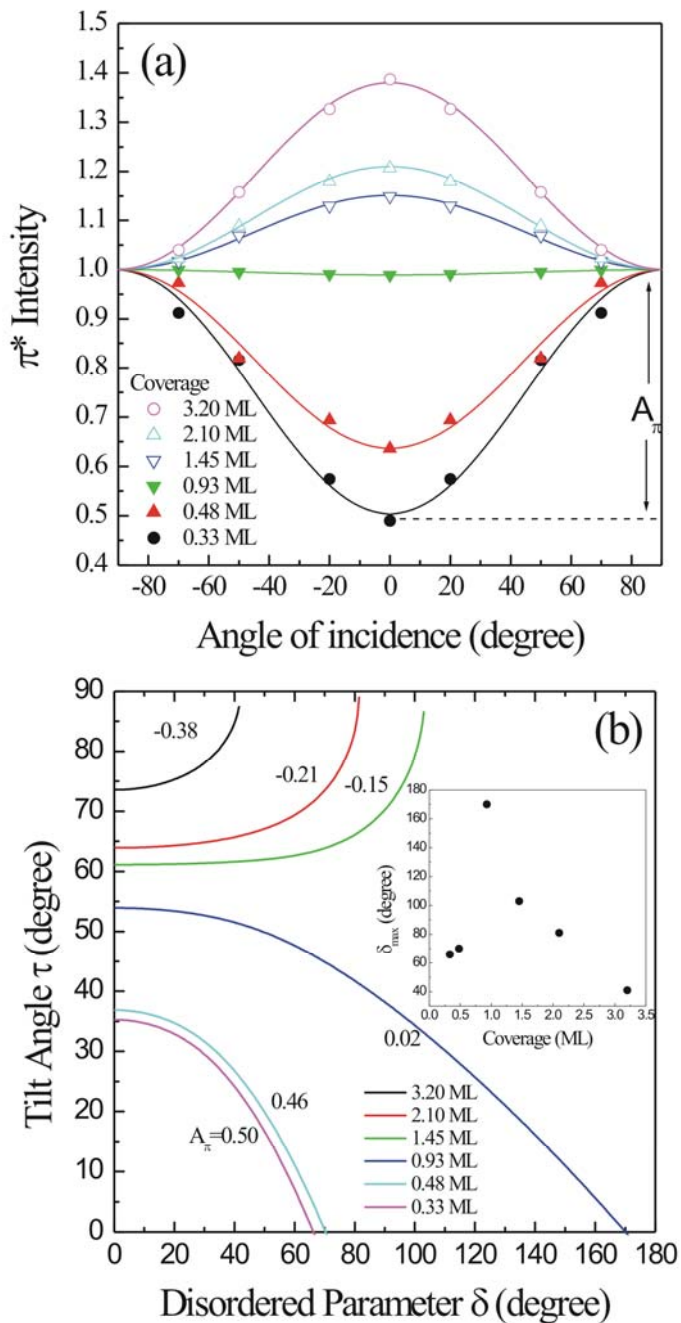 (a)
1.5
1.4
1.3
1.2
1.1
1.0
0.9
0.8
0.7
0.6
0.5
0.4
π* Intensity
Coverage
3.20 ML
2.10 ML
1.45 ML
0.93 ML
0.48 ML
0.33 ML
Aπ
-80 -60 -40 -20 0 20 40 60 80
Angle of incidence (degree)
(b)
90
80
70
60
50
40
30
20
10
0
Tilt Angle τ (degree)
-0.38
-0.21
-0.15
0.02
0.46
Aπ=0.50
180
160
140
120
100
80
60
40
δmax (degree)
0.0 0.5 1.0 1.5 2.0 2.5 3.0 3.5
Coverage (ML)
3.20 ML
2.10 ML
1.45 ML
0.93 ML
0.48 ML
0.33 ML
0 20 40 60 80 100 120 140 160 180
Disordered Parameter δ (degree)